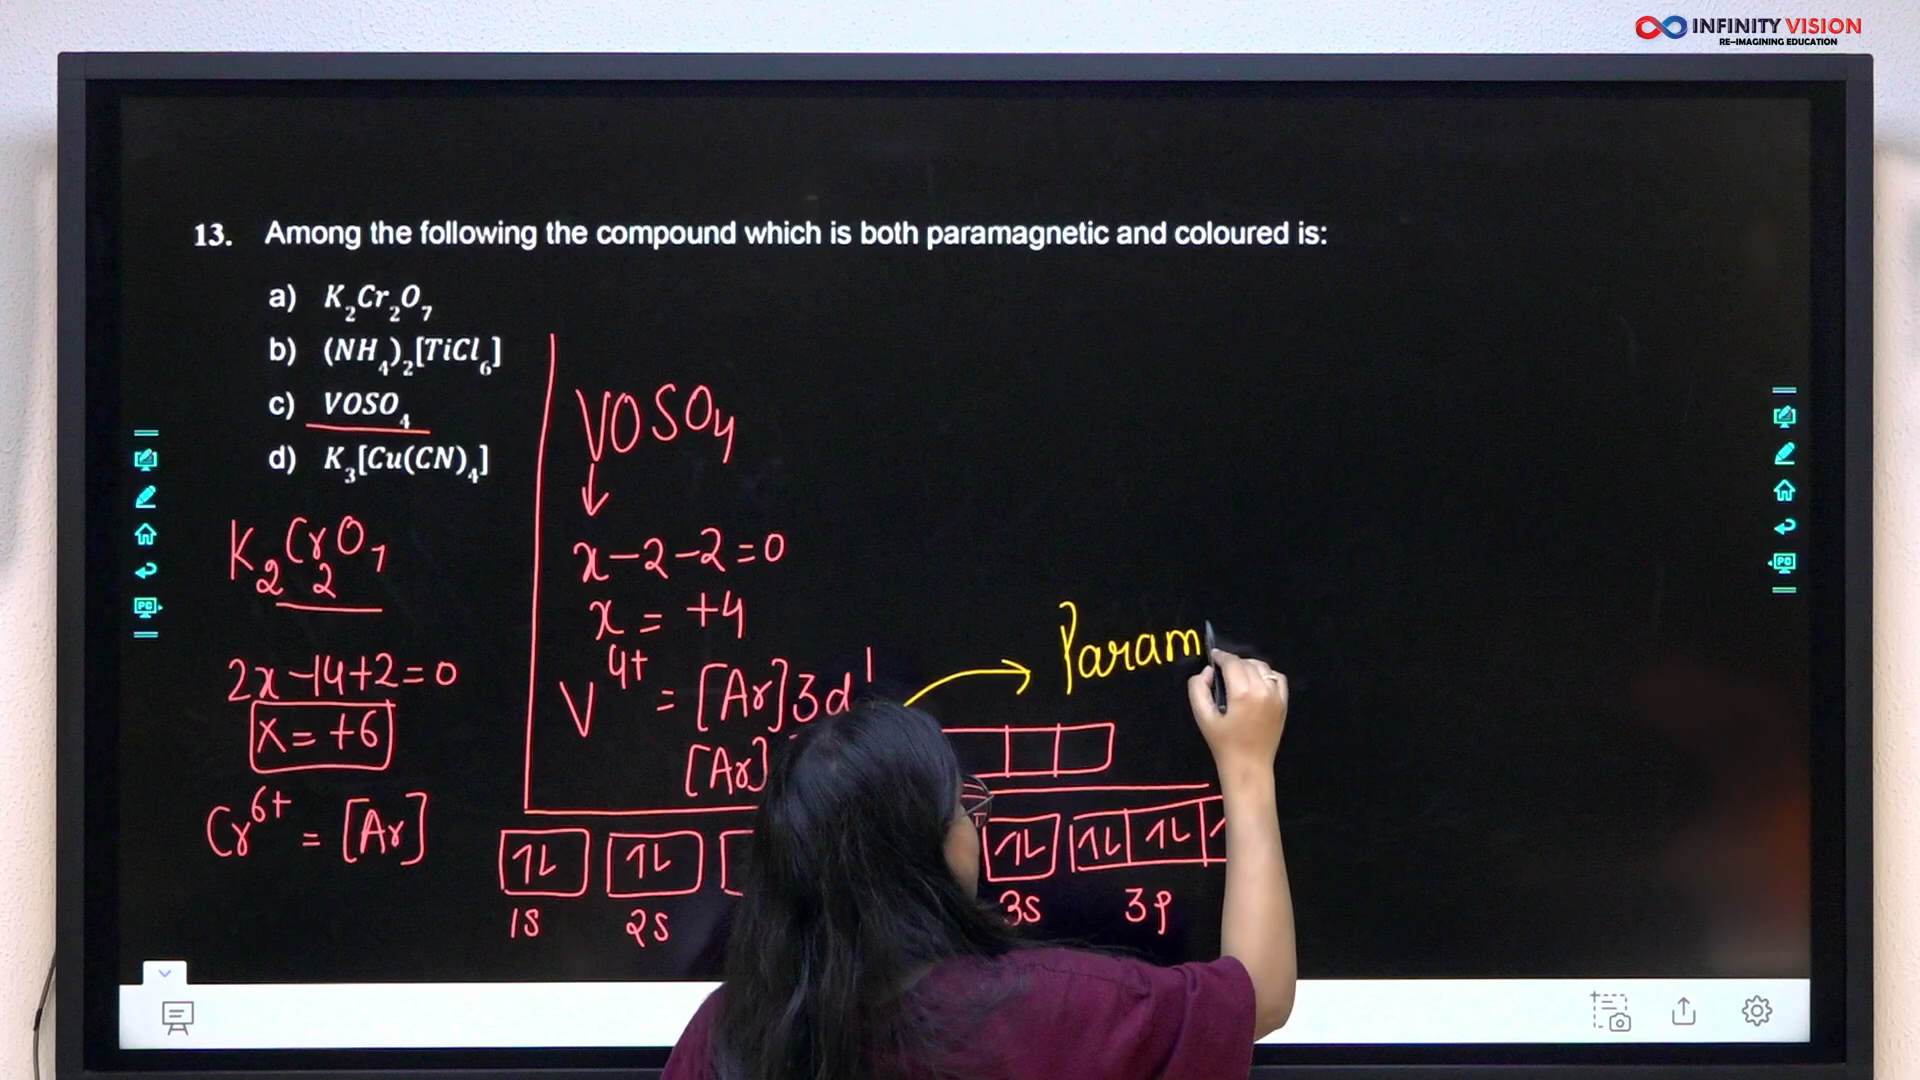 INFINITY VISION
RE-IMAGINING EDUCATION
13. Among the following the compound which is both paramagnetic and coloured is:
a) K₂Cr₂O₇
b) (NH₄)₂[TiCl₆]
c) VOSO₄
d) K₃[Cu(CN)₄]
K₂Cr₂O₇
2x-14+2=0
x=+6
Cr⁶⁺ = [Ar]
VOSO₄
↓
x-2-2=0
x = +4
V⁴⁺ = [Ar]3d¹
[Ar]
→ Param
1s 2s 3s 3p